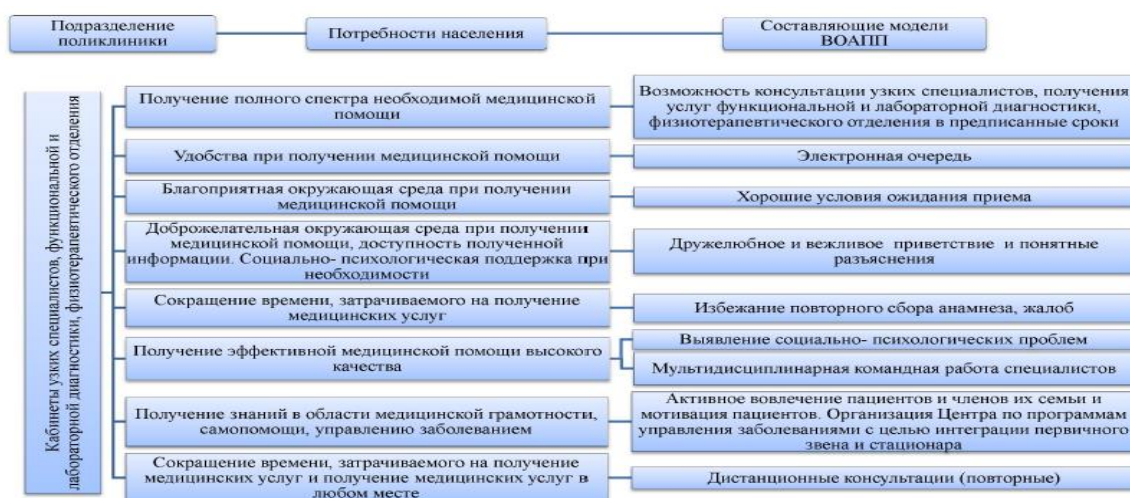 Подразделение
поликлиники
Потребности населения
Составляющие модели
ВОАПП
Кабинеты узких специалистов, функциональной и
лабораторной диагностики, физиотерапевтического отделения
Получение полного спектра необходимой медицинской
помощи
Возможность консультации узких специалистов, получения
услуг функциональной и лабораторной диагностики,
физиотерапевтического отделения в предписанные сроки
Удобства при получении медицинской помощи
Электронная очередь
Благоприятная окружающая среда при получении
медицинской помощи
Хорошие условия ожидания приема
Доброжелательная окружающая среда при получении
медицинской помощи, доступность полученной
информации. Социально- психологическая поддержка при
необходимости
Дружелюбное и вежливое приветствие и понятные
разъяснения
Сокращение времени, затрачиваемого на получение
медицинских услуг
Избежание повторного сбора анамнеза, жалоб
Получение эффективной медицинской помощи высокого
качества
Выявление социально- психологических проблем
Мультидисциплинарная командная работа специалистов
Получение знаний в области медицинской грамотности,
самопомощи, управлению заболеванием
Активное вовлечение пациентов и членов их семьи и
мотивация пациентов. Организация Центра по программам
управления заболеваниями с целью интеграции первичного
звена и стационара
Сокращение времени, затрачиваемого на получение
медицинских услуг и получение медицинских услуг в
любом месте
Дистанционные консультации (повторные)